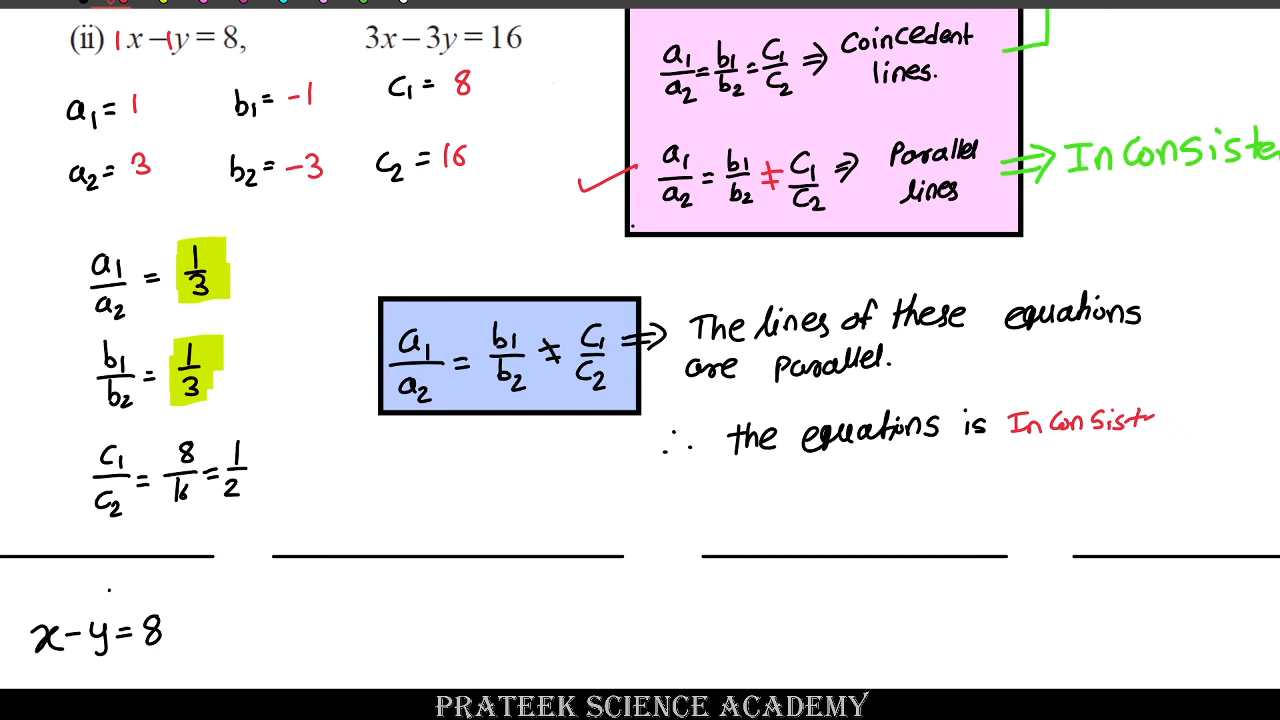 (ii) 1x - 1y = 8, 3x - 3y = 16
a₁ = 1 b₁ = -1 c₁ = 8
a₂ = 3 b₂ = -3 c₂ = 16
a₁/a₂ = b₁/b₂ = c₁/c₂ ⇒ Coincedent
lines.
a₁/a₂ = b₁/b₂ ≠ c₁/c₂ ⇒ Parallel
lines
⇒ Inconsiste
a₁/a₂ = 1/3
b₁/b₂ = 1/3
c₁/c₂ = 8/16 = 1/2
a₁/a₂ = b₁/b₂ ≠ c₁/c₂ ⇒ The lines of these equations
are parallel.
∴ the equations is Inconsist
x - y = 8
PRATEEK SCIENCE ACADEMY